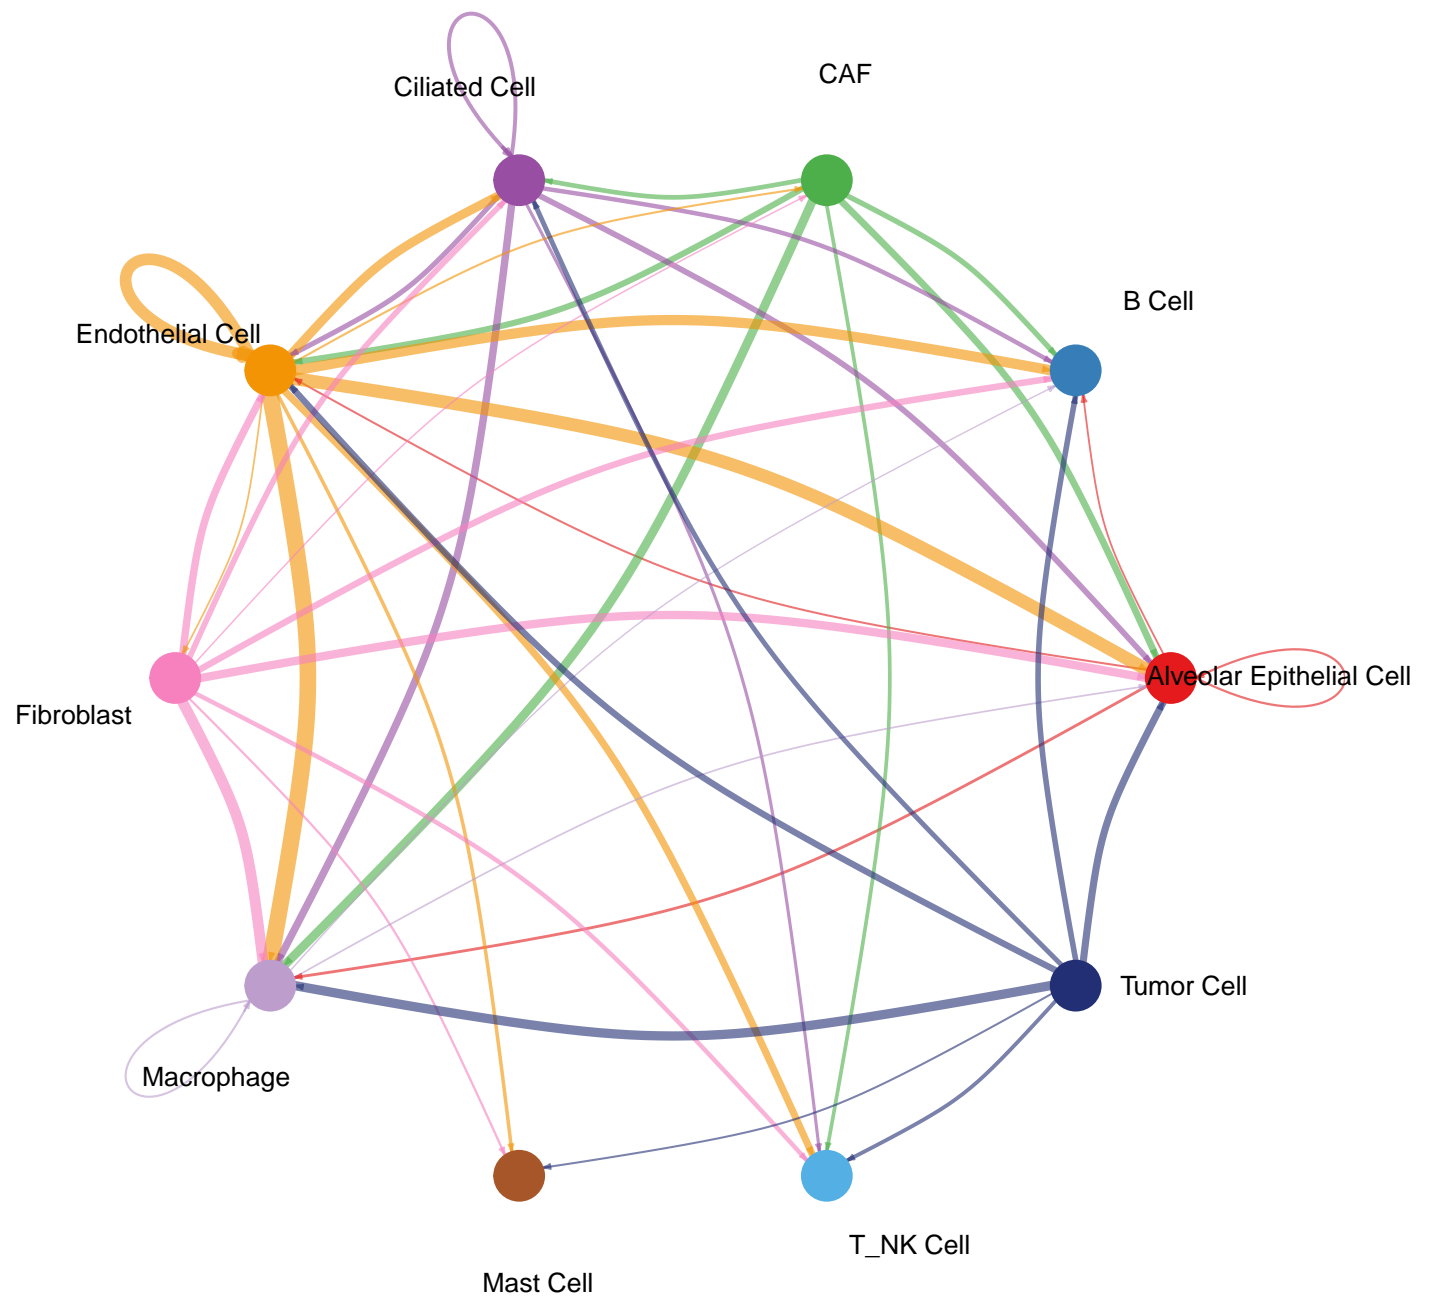 CAF
Ciliated Cell
B Cell
Endothelial Cell
Alveolar Epithelial Cell
Fibroblast
Tumor Cell
Macrophage
T_NK Cell
Mast Cell